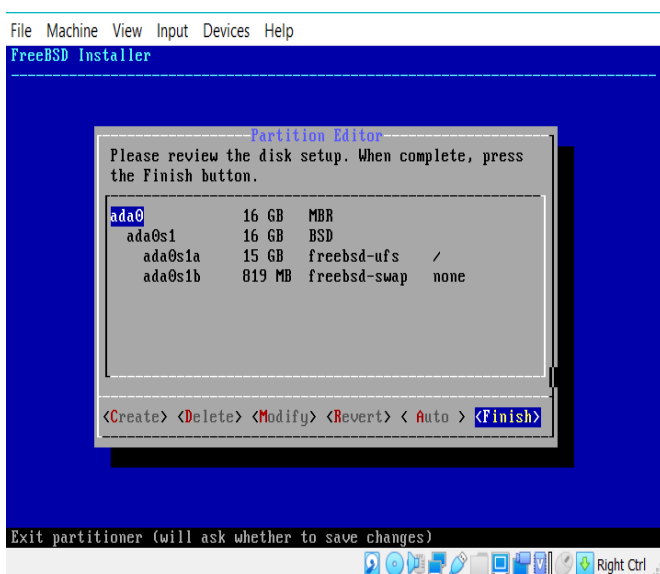 File Machine View Input Devices Help
FreeBSD Installer
Partition Editor
Please review the disk setup. When complete, press
the Finish button.
ada0 16 GB MBR
ada0s1 16 GB BSD
ada0s1a 15 GB freebsd-ufs /
ada0s1b 819 MB freebsd-swap none
<Create> <Delete> <Modify> <Revert> < Auto > <Finish>
Exit partitioner (will ask whether to save changes)
Right Ctrl